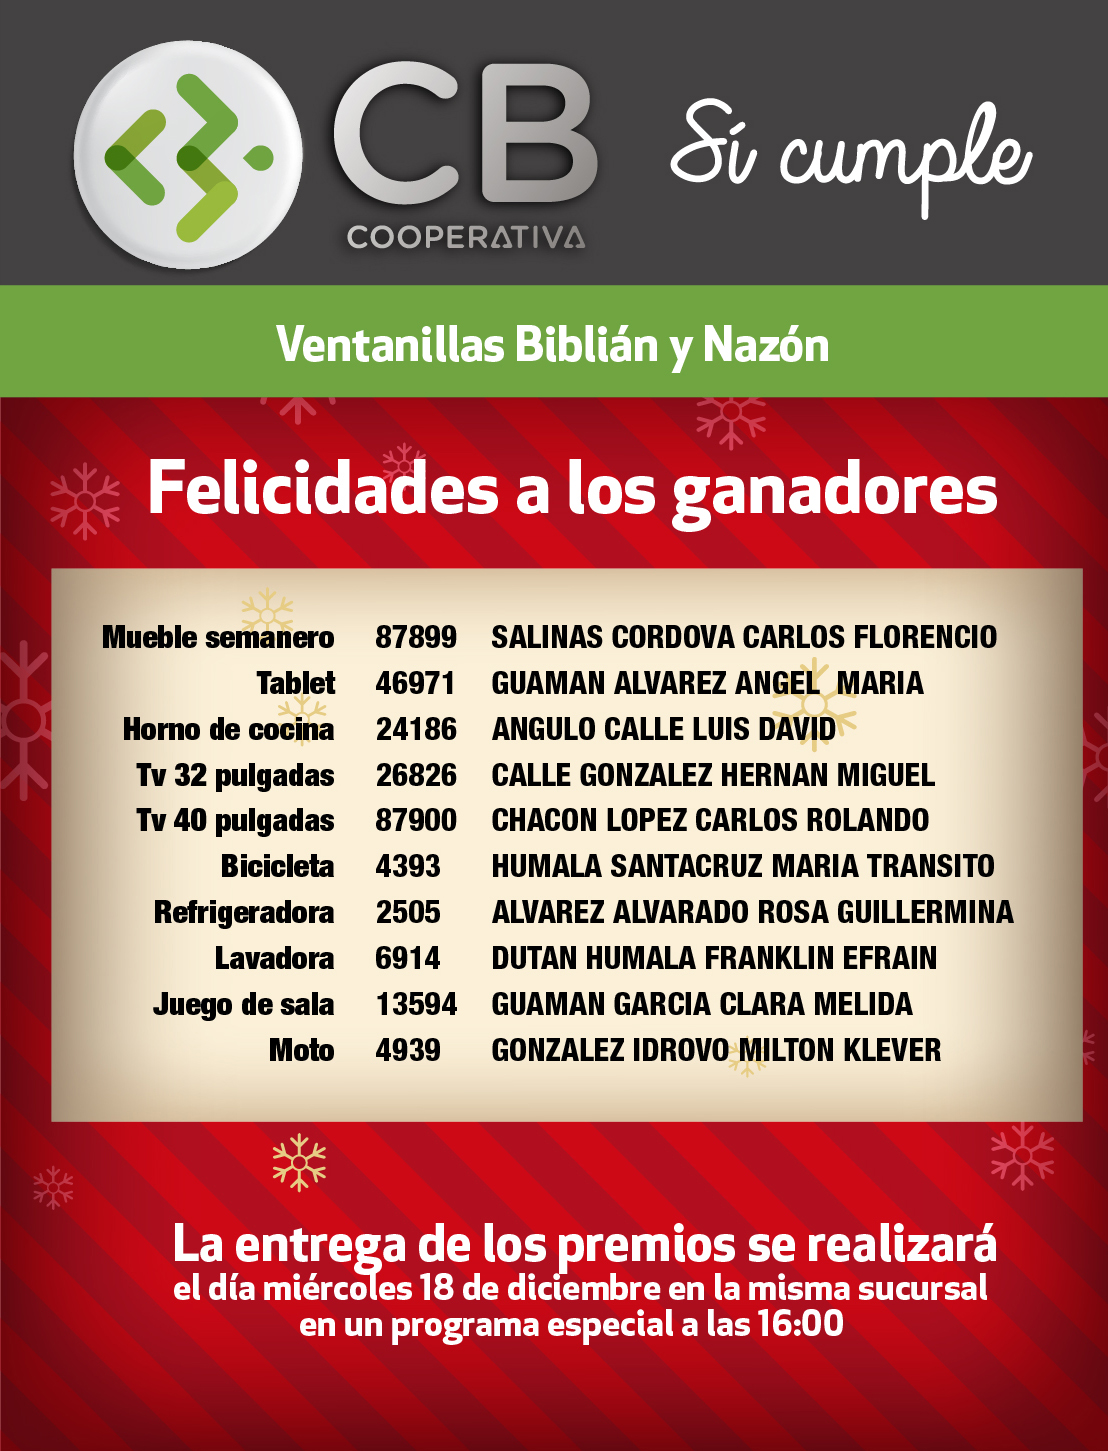 CB
COOPERATIVA
Sí cumple
Ventanillas Biblián y Nazón
Felicidades a los ganadores
Mueble semanero 87899 SALINAS CORDOVA CARLOS FLORENCIO
Tablet 46971 GUAMAN ALVAREZ ANGEL MARIA
Horno de cocina 24186 ANGULO CALLE LUIS DAVID
Tv 32 pulgadas 26826 CALLE GONZALEZ HERNAN MIGUEL
Tv 40 pulgadas 87900 CHACON LOPEZ CARLOS ROLANDO
Bicicleta 4393 HUMALA SANTACRUZ MARIA TRANSITO
Refrigeradora 2505 ALVAREZ ALVARADO ROSA GUILLERMINA
Lavadora 6914 DUTAN HUMALA FRANKLIN EFRAIN
Juego de sala 13594 GUAMAN GARCIA CLARA MELIDA
Moto 4939 GONZALEZ IDROVO MILTON KLEVER
La entrega de los premios se realizará
el día miércoles 18 de diciembre en la misma sucursal
en un programa especial a las 16:00